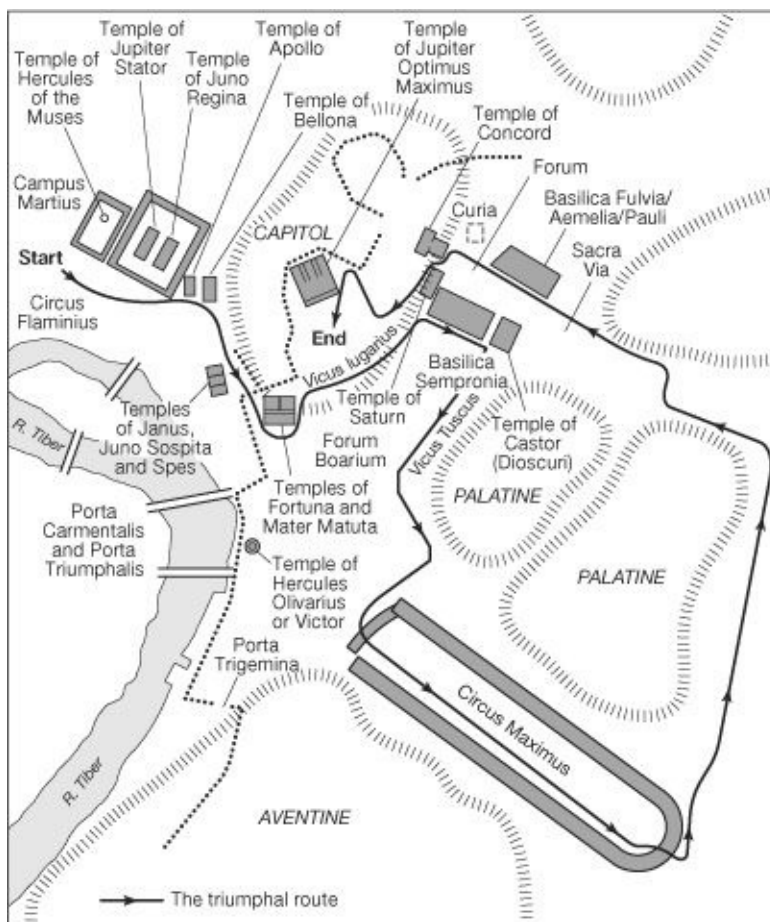 Temple of
Hercules
of the
Muses
Temple of
Jupiter
Stator
Temple
of Juno
Regina
Temple of
Apollo
Temple of
Bellona
Temple
of Jupiter
Optimus
Maximus
Temple of
Concord
Forum
Curia
Basilica Fulvia/
Aemelia/Pauli
Sacra
Via
Campus
Martius
Start
CAPITOL
Circus
Flaminius
End
Vicus Iugarius
Basilica
Sempronia
Temple of
Saturn
Temple of
Castor
(Dioscuri)
Vicus Tuscus
R. Tiber
Temples
of Janus,
Juno Sospita
and Spes
Forum
Boarium
Temples of
Fortuna and
Mater Matuta
PALATINE
PALATINE
Porta
Carmentalis
and Porta
Triumphalis
Temple of
Hercules
Olivarius
or Victor
Porta
Trigemina
Circus Maximus
R. Tiber
AVENTINE
The triumphal route